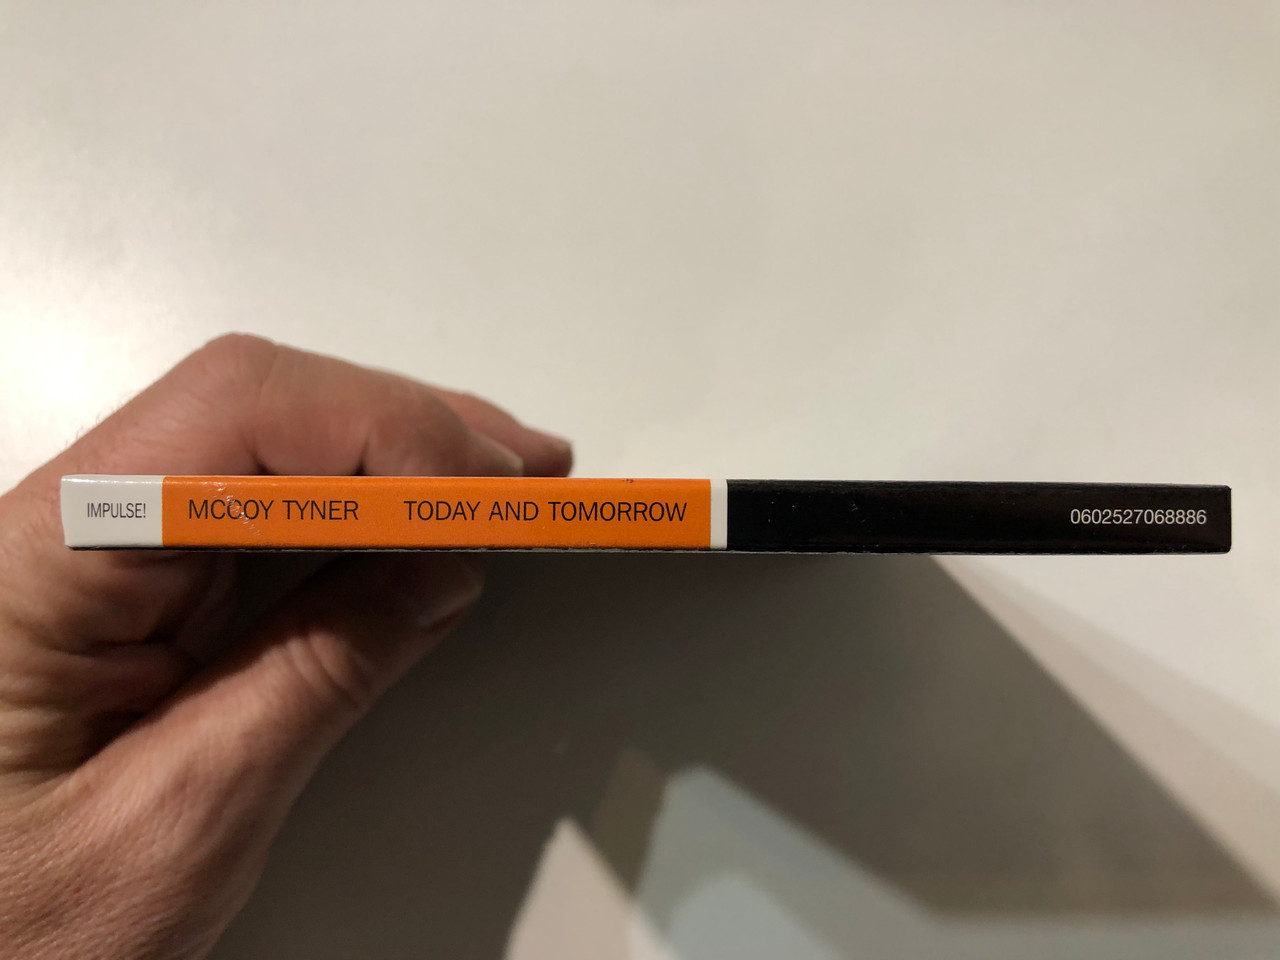 IMPULSE! MCCOY TYNER TODAY AND TOMORROW 0602527068886